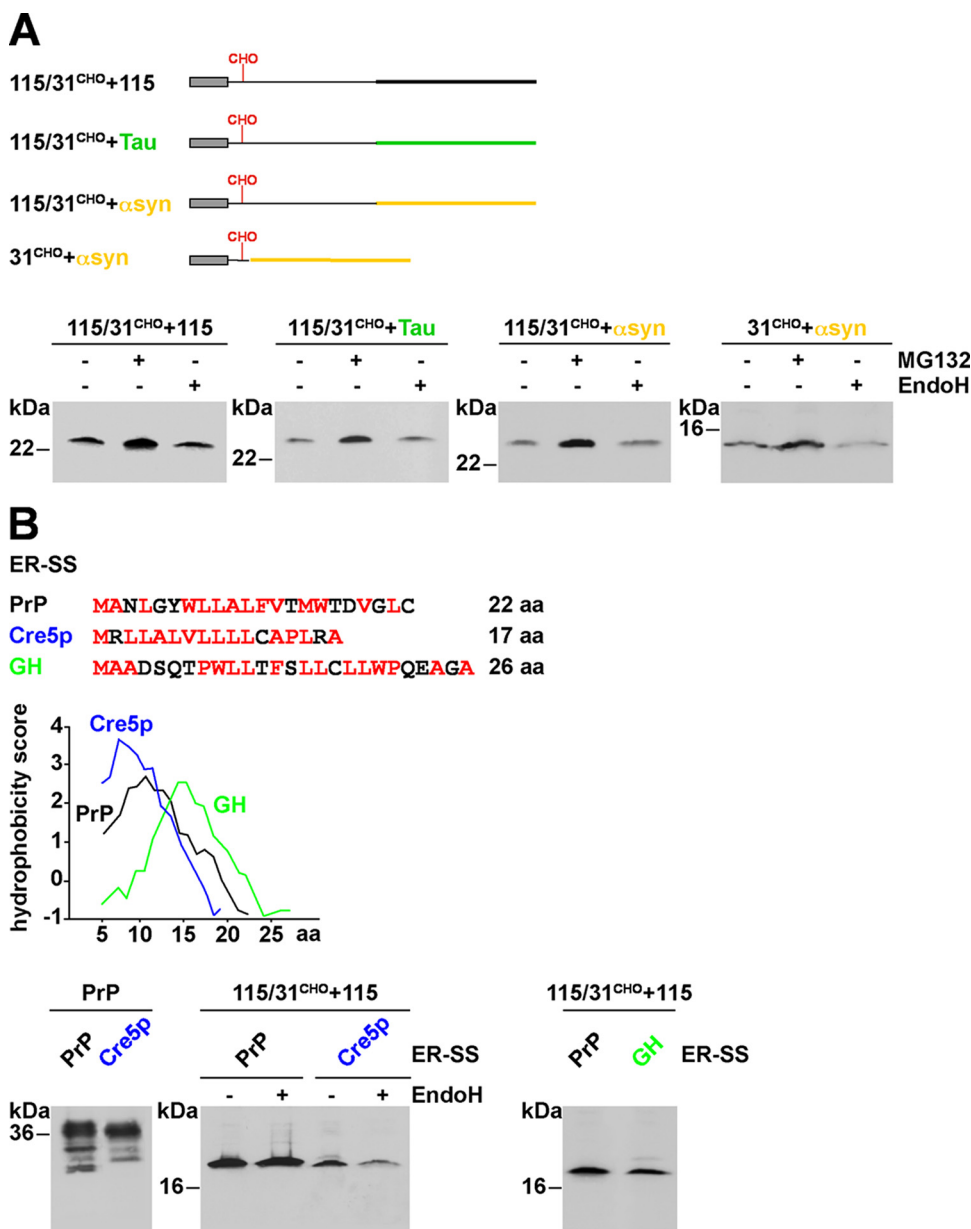 A
CHO
115/31CHO+115
CHO
115/31CHO+Tau
CHO
115/31CHO+αsyn
CHO
31CHO+αsyn
115/31CHO+115 115/31CHO+Tau 115/31CHO+αsyn 31CHO+αsyn
- + - - + - - + - - + - MG132
- - + - - + - - + - - + EndoH
kDa kDa kDa kDa
22 22 22 16
B
ER-SS
PrP MANLGYWLLALFVTMWTDVGLC 22 aa
Cre5p MRLLALVLLLLCAPLRA 17 aa
GH MAADSQTPWLLTFSLLCLLWPQEAGA 26 aa
hydrophobicity score
4
3
2
1
0
-1
Cre5p
PrP
GH
5 10 15 20 25 aa
PrP 115/31CHO+115 115/31CHO+115
PrP Cre5p PrP Cre5p ER-SS PrP GH ER-SS
- + - + EndoH
kDa kDa kDa
36 16 16